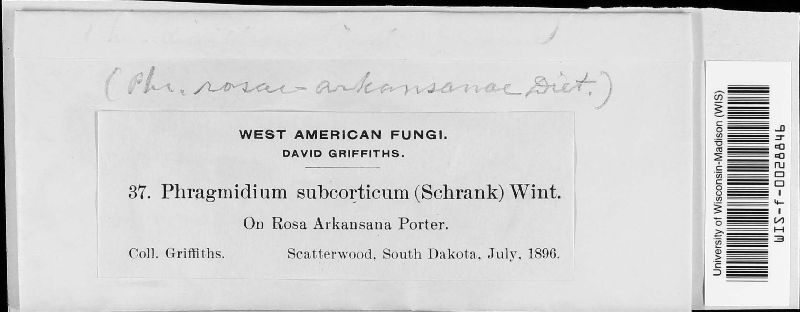 (Phr. rosae-arkansanae Diet.)
WEST AMERICAN FUNGI.
DAVID GRIFFITHS.
37. Phragmidium subcorticum (Schrank) Wint.
On Rosa Arkansana Porter.
Coll. Griffiths. Scatterwood, South Dakota, July, 1896.
University of Wisconsin-Madison (WIS)
WIS-f-0028846